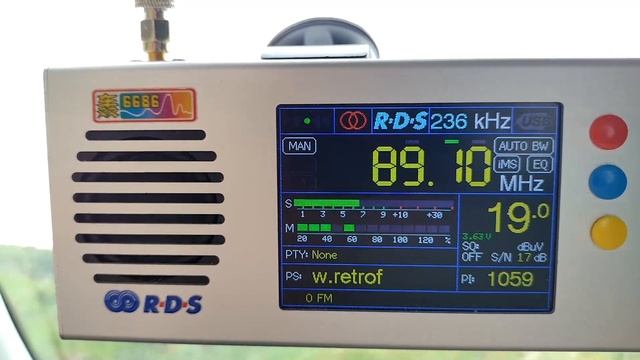 6686
R·D·S 236 kHz USB
MAN 89.10 AUTO BW
iMS EQ
MHz
S 1 3 5 7 9 +10 +30
M 20 40 60 80 100 120 %
19.0
3.63V
SQ: dBuV
OFF S/N 17 dB
PTY: None
PS: w.retrof
PI: 1059
0 FM
R·D·S